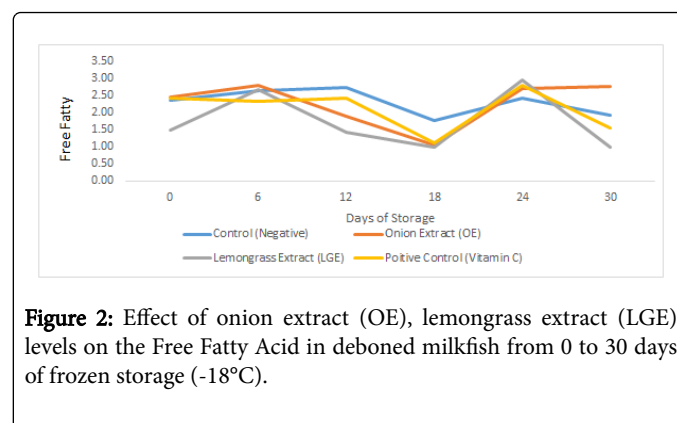 3.50
3.00
2.50
2.00
1.50
1.00
0.50
0.00
Free Fatty
0 6 12 18 24 30
Days of Storage
Control (Negative) Onion Extract (OE)
Lemongrass Extract (LGE) Poitive Control (Vitamin C)
Figure 2: Effect of onion extract (OE), lemongrass extract (LGE)
levels on the Free Fatty Acid in deboned milkfish from 0 to 30 days
of frozen storage (-18°C).